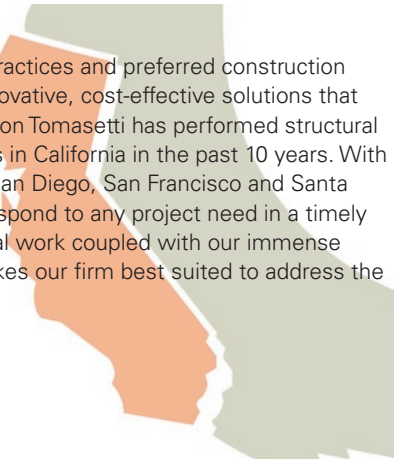 ractices and preferred construction
ovative, cost-effective solutions that
on Tomasetti has performed structural
s in California in the past 10 years. With
an Diego, San Francisco and Santa
spond to any project need in a timely
al work coupled with our immense
kes our firm best suited to address the